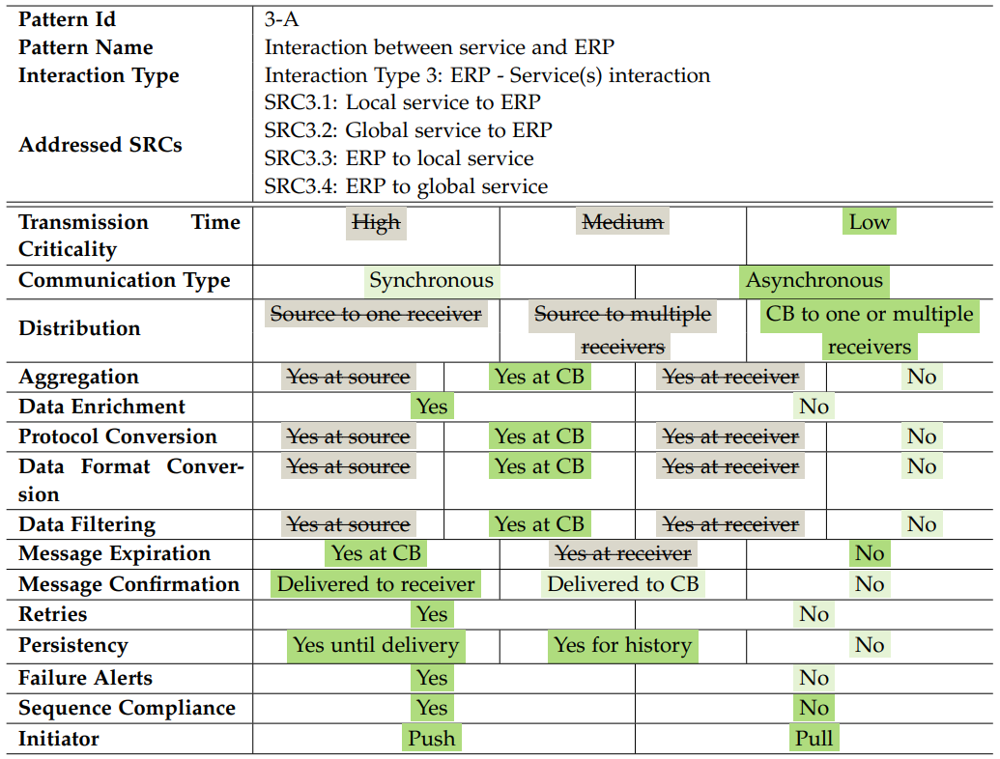 Pattern Id 3-A
Pattern Name Interaction between service and ERP
Interaction Type Interaction Type 3: ERP - Service(s) interaction
Addressed SRCs
SRC3.1: Local service to ERP
SRC3.2: Global service to ERP
SRC3.3: ERP to local service
SRC3.4: ERP to global service
Transmission Time High Medium Low
Criticality
Communication Type Synchronous Asynchronous
Distribution
Source to one receiver Source to multiple CB to one or multiple
receivers receivers
Aggregation Yes at source Yes at CB Yes at receiver No
Data Enrichment Yes No
Protocol Conversion Yes at source Yes at CB Yes at receiver No
Data Format Conver- Yes at source Yes at CB Yes at receiver No
sion
Data Filtering Yes at source Yes at CB Yes at receiver No
Message Expiration Yes at CB Yes at receiver No
Message Confirmation Delivered to receiver Delivered to CB No
Retries Yes No
Persistency Yes until delivery Yes for history No
Failure Alerts Yes No
Sequence Compliance Yes No
Initiator Push Pull